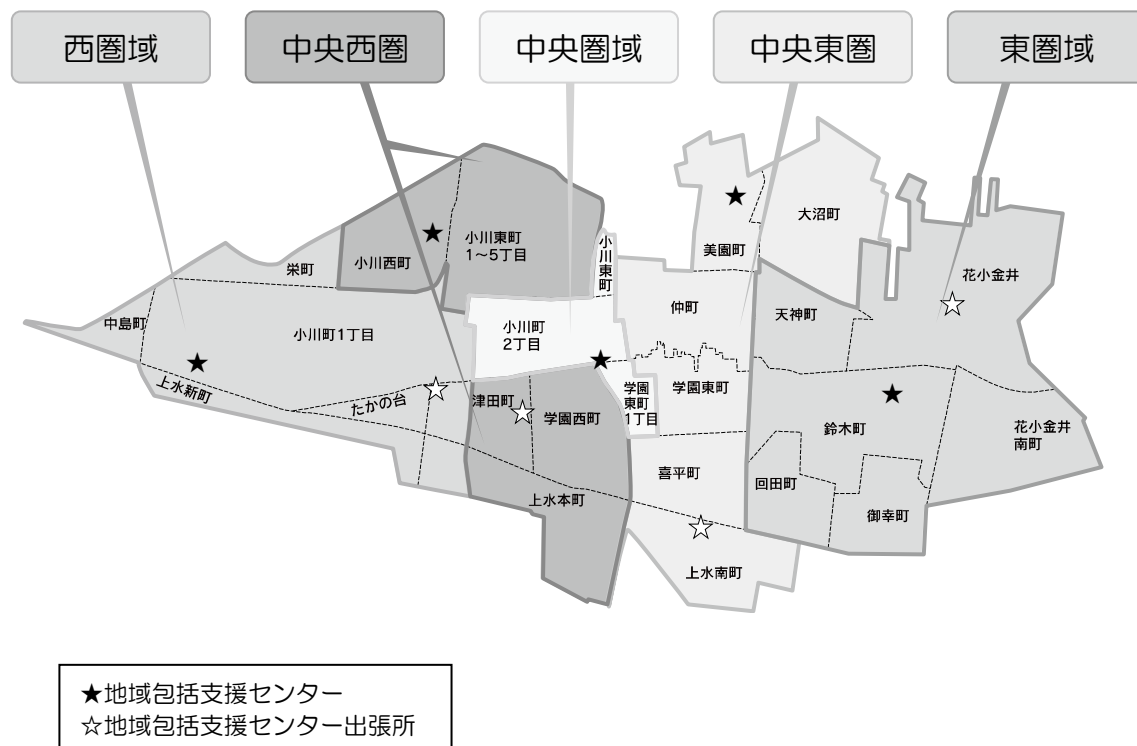 西圏域
中央西圏
中央圏域
中央東圏
東圏域
大沼町
美園町
小川東町
1〜5丁目
小川東町
小川西町
栄町
花小金井
中島町
小川町1丁目
小川町
2丁目
仲町
天神町
上水新町
たかの台
津田町
学園西町
学園
東町
1丁目
学園東町
鈴木町
花小金井
南町
喜平町
回田町
上水本町
御幸町
上水南町
★地域包括支援センター
☆地域包括支援センター出張所